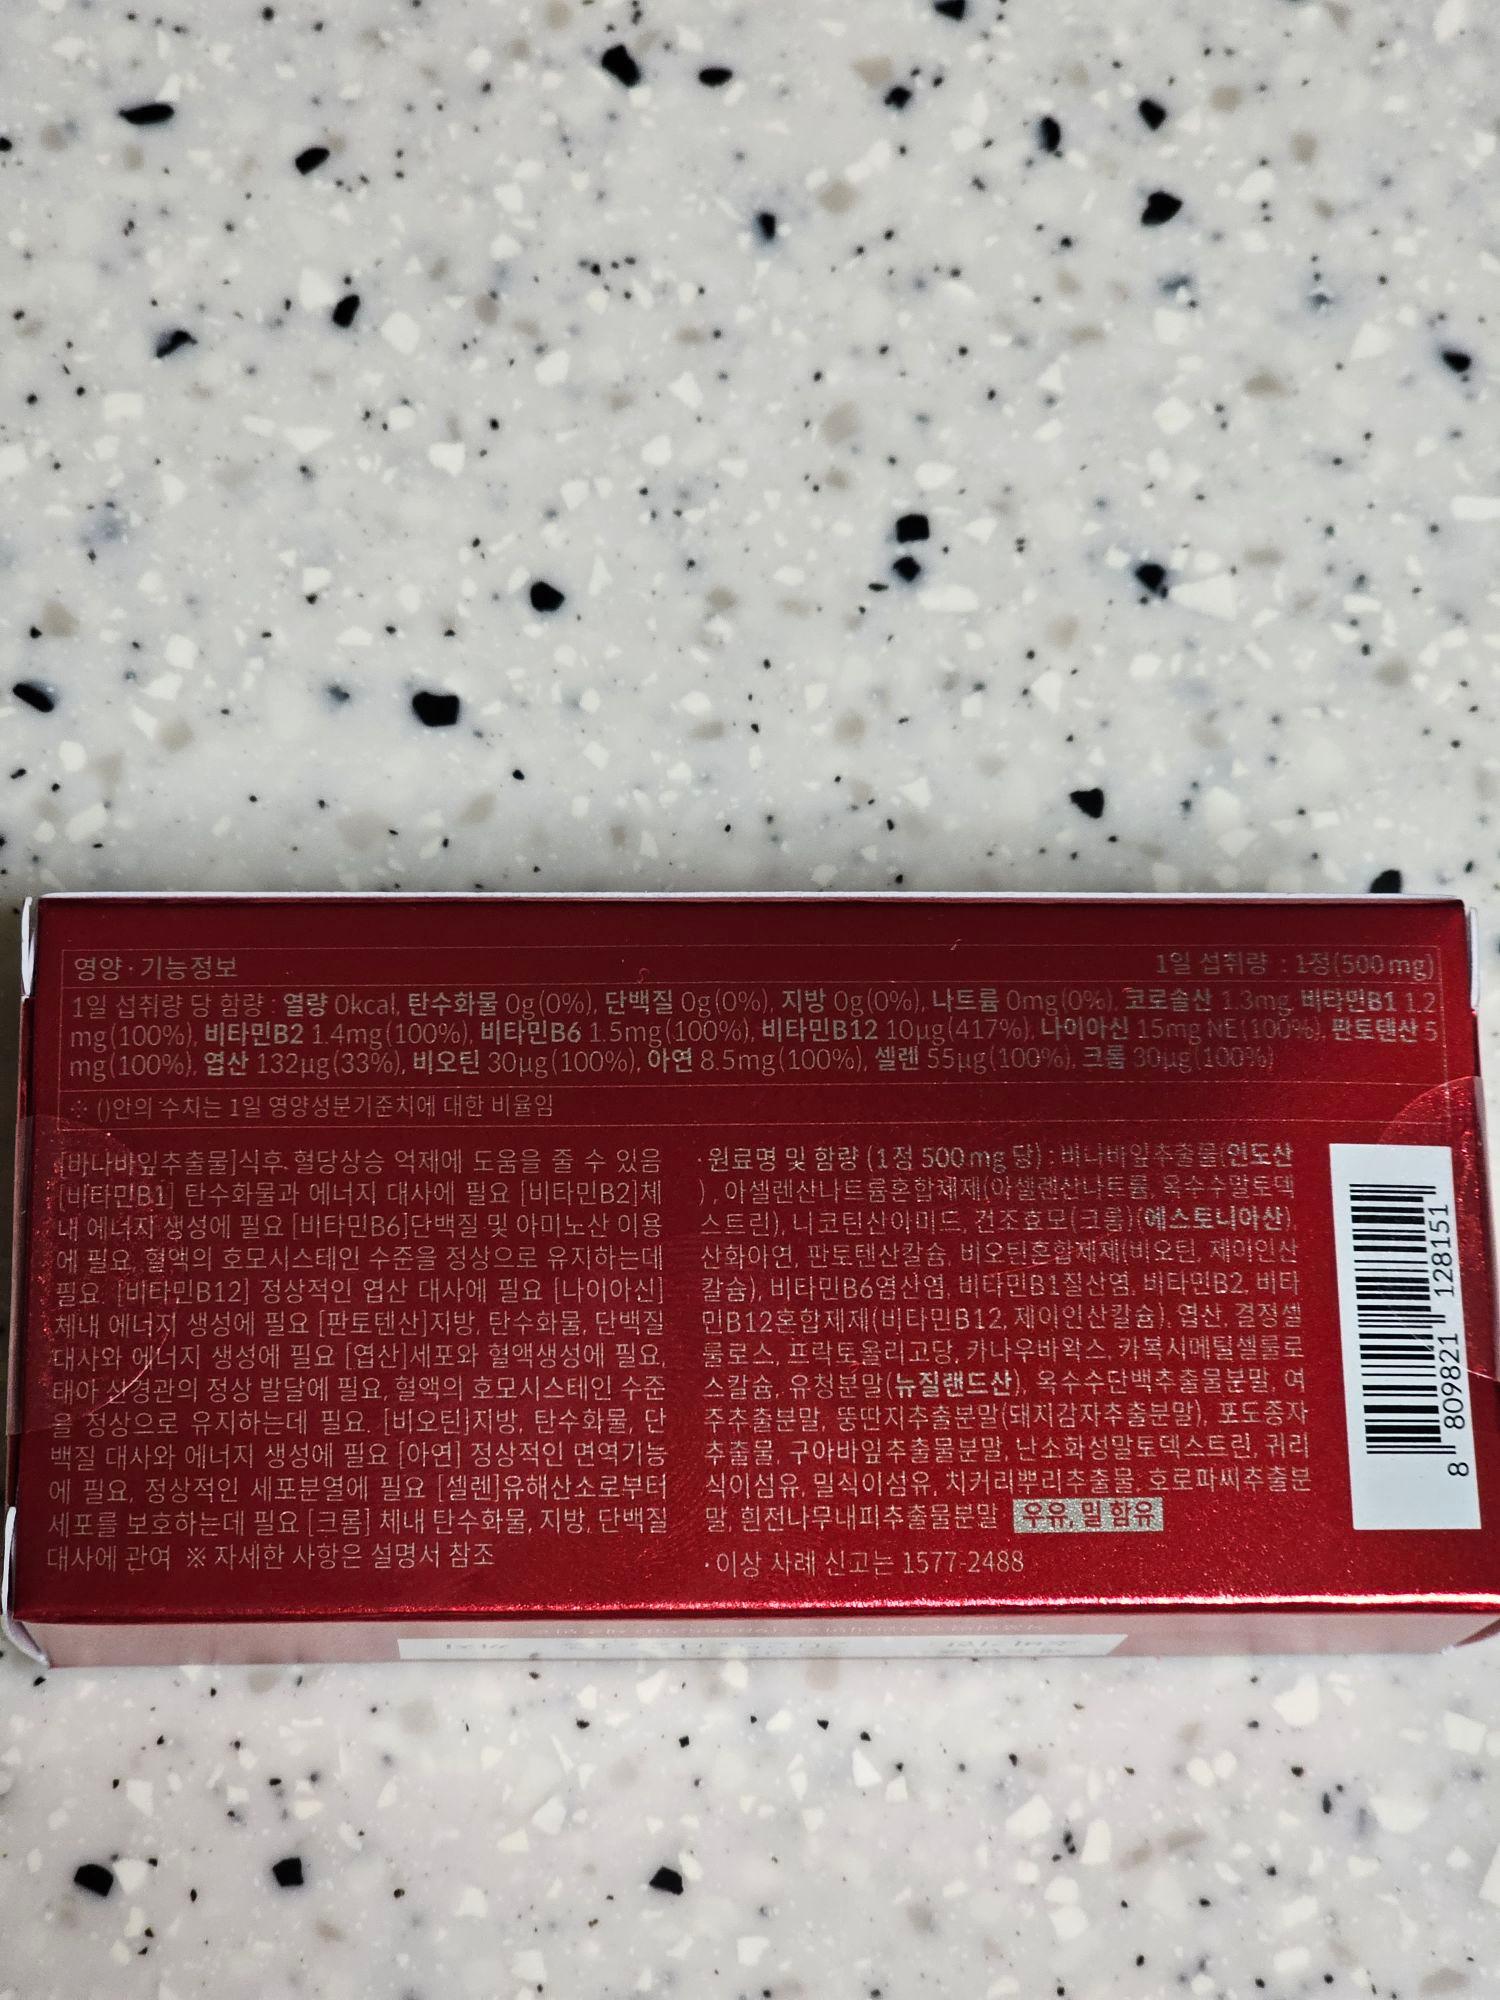 영양·기능정보 1일 섭취량 : 1정(500mg)
1일 섭취량 당 함량 : 열량 0kcal, 탄수화물 0g(0%), 단백질 0g(0%), 지방 0g(0%), 나트륨 0mg(0%), 코로솔산 1.3mg, 비타민B1 1.2
mg(100%), 비타민B2 1.4mg(100%), 비타민B6 1.5mg(100%), 비타민B12 10µg(417%), 나이아신 15mg NE(100%), 판토텐산 5
mg(100%), 엽산 132µg(33%), 비오틴 30µg(100%), 아연 8.5mg(100%), 셀렌 55µg(100%), 크롬 30µg(100%)
※ ()안의 수치는 1일 영양성분기준치에 대한 비율임
[바나바잎추출물]식후 혈당상승 억제에 도움을 줄 수 있음
[비타민B1] 탄수화물과 에너지 대사에 필요 [비타민B2]체
내 에너지 생성에 필요 [비타민B6]단백질 및 아미노산 이용
에 필요, 혈액의 호모시스테인 수준을 정상으로 유지하는데
필요. [비타민B12] 정상적인 엽산 대사에 필요 [나이아신]
체내 에너지 생성에 필요 [판토텐산]지방, 탄수화물, 단백질
대사와 에너지 생성에 필요 [엽산]세포와 혈액생성에 필요,
태아 신경관의 정상 발달에 필요, 혈액의 호모시스테인 수준
을 정상으로 유지하는데 필요. [비오틴]지방, 탄수화물, 단
백질 대사와 에너지 생성에 필요 [아연] 정상적인 면역기능
에 필요, 정상적인 세포분열에 필요 [셀렌]유해산소로부터
세포를 보호하는데 필요 [크롬] 체내 탄수화물, 지방, 단백질
대사에 관여 ※ 자세한 사항은 설명서 참조
·원료명 및 함량 (1정 500mg 당) : 바나바잎추출물(인도산
), 아셀렌산나트륨혼합제제(아셀렌산나트륨, 옥수수말토덱
스트린), 니코틴산아미드, 건조효모(크롬)(에스토니아산),
산화아연, 판토텐산칼슘, 비오틴혼합제제(비오틴, 제이인산
칼슘), 비타민B6염산염, 비타민B1질산염, 비타민B2, 비타
민B12혼합제제(비타민B12, 제이인산칼슘), 엽산, 결정셀
룰로스, 프락토올리고당, 카나우바왁스, 카복시메틸셀룰로
스칼슘, 유청분말(뉴질랜드산), 옥수수단백추출물분말, 여
주추출분말, 뚱딴지추출분말(돼지감자추출분말), 포도종자
추출물, 구아바잎추출물분말, 난소화성말토덱스트린, 귀리
식이섬유, 밀식이섬유, 치커리뿌리추출물, 호로파씨추출분
말, 흰전나무내피추출물분말 우유, 밀 함유
·이상 사례 신고는 1577-2488
8 809821 128151